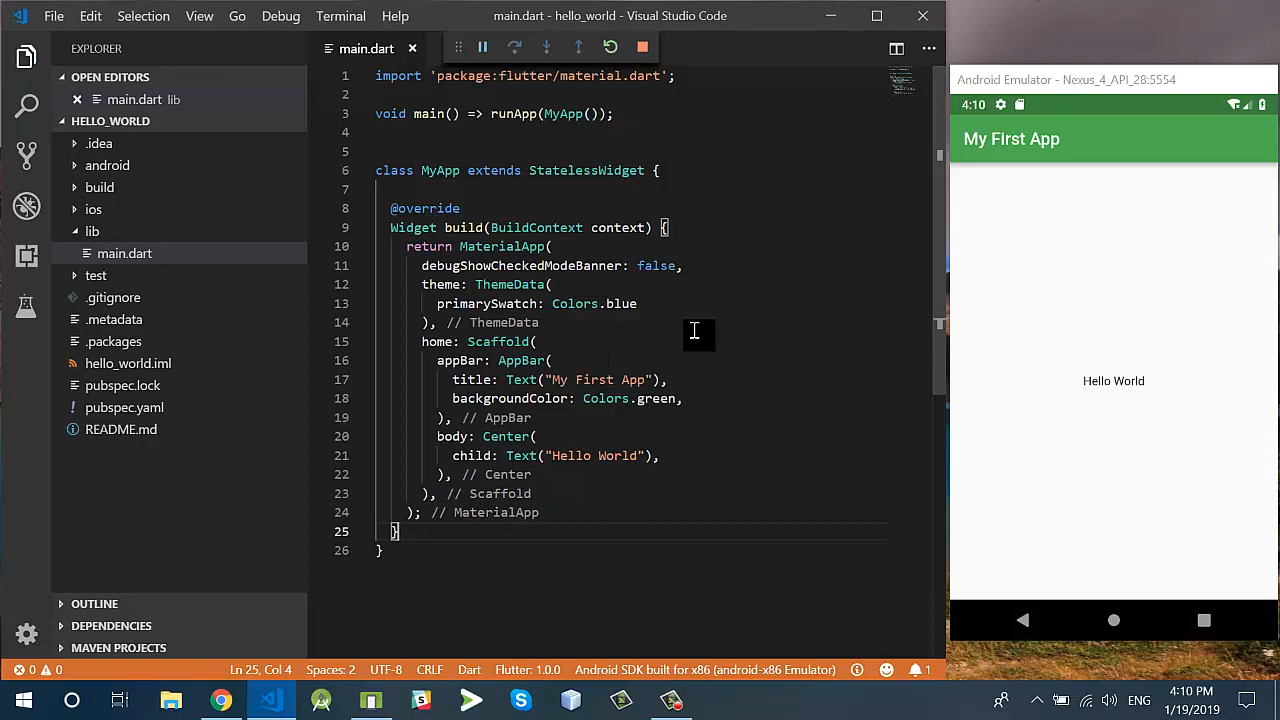 File Edit Selection View Go Debug Terminal Help main.dart - hello_world - Visual Studio Code
EXPLORER
OPEN EDITORS
main.dart lib
HELLO_WORLD
.idea
android
build
ios
lib
main.dart
test
.gitignore
.metadata
.packages
hello_world.iml
pubspec.lock
! pubspec.yaml
README.md
OUTLINE
DEPENDENCIES
MAVEN PROJECTS
main.dart
1 import 'package:flutter/material.dart';
2
3 void main() => runApp(MyApp());
4
5
6 class MyApp extends StatelessWidget {
7
8 @override
9 Widget build(BuildContext context) {
10 return MaterialApp(
11 debugShowCheckedModeBanner: false,
12 theme: ThemeData(
13 primarySwatch: Colors.blue
14 ), // ThemeData
15 home: Scaffold(
16 appBar: AppBar(
17 title: Text("My First App"),
18 backgroundColor: Colors.green,
19 ), // AppBar
20 body: Center(
21 child: Text("Hello World"),
22 ), // Center
23 ), // Scaffold
24 ); // MaterialApp
25 }
26 }
Android Emulator - Nexus_4_API_28:5554
4:10
My First App
Hello World
0 0 Ln 25, Col 4 Spaces: 2 UTF-8 CRLF Dart Flutter: 1.0.0 Android SDK built for x86 (android-x86 Emulator) 1
ENG 4:10 PM
1/19/2019